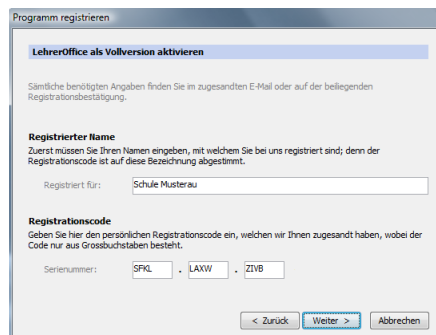 Programm registrieren
LehrerOffice als Vollversion aktivieren
Sämtliche benötigten Angaben finden Sie im zugesandten E-Mail oder auf der beiliegenden
Registrationsbestätigung.
Registrierter Name
Zuerst müssen Sie Ihren Namen eingeben, mit welchem Sie bei uns registriert sind; denn der
Registrationscode ist auf diese Bezeichnung abgestimmt.
Registriert für: Schule Musterau
Registrationscode
Geben Sie hier den persönlichen Registrationscode ein, welchen wir Ihnen zugesandt haben, wobei der
Code nur aus Grossbuchstaben besteht.
Serienummer: SFKL . LAXW . ZIVB
< Zurück Weiter > Abbrechen